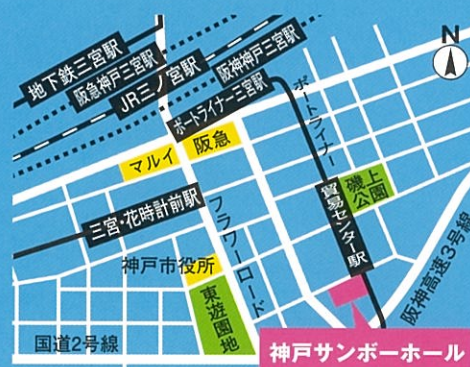 N
地下鉄三宮駅
阪急神戸三宮駅
JR三ノ宮駅
阪神神戸三宮駅
ポートライナー三宮駅
ポートライナー
マルイ
阪急
三宮・花時計前駅
フラワーロード
貿易センター駅
磯上
公園
神戸市役所
東遊園地
阪神高速3号線
国道2号線
神戸サンボーホール